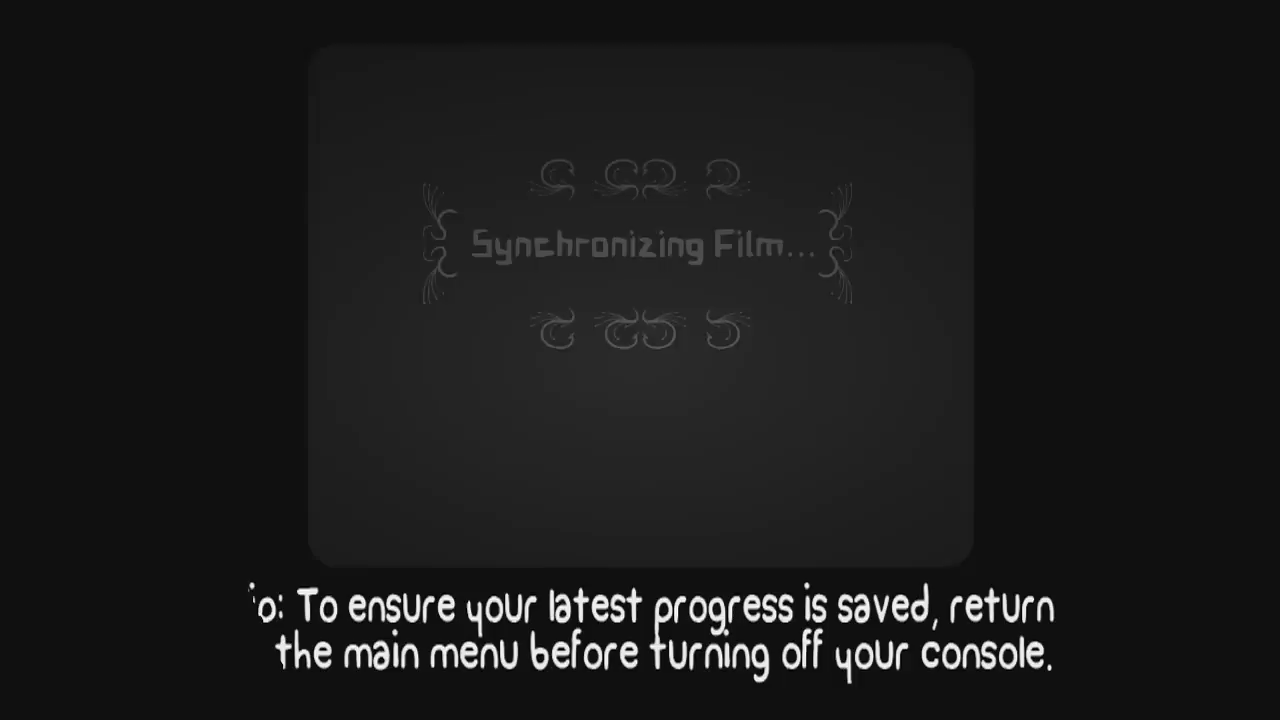 Synchronizing Film...
To ensure your latest progress is saved, return
the main menu before turning off your console.